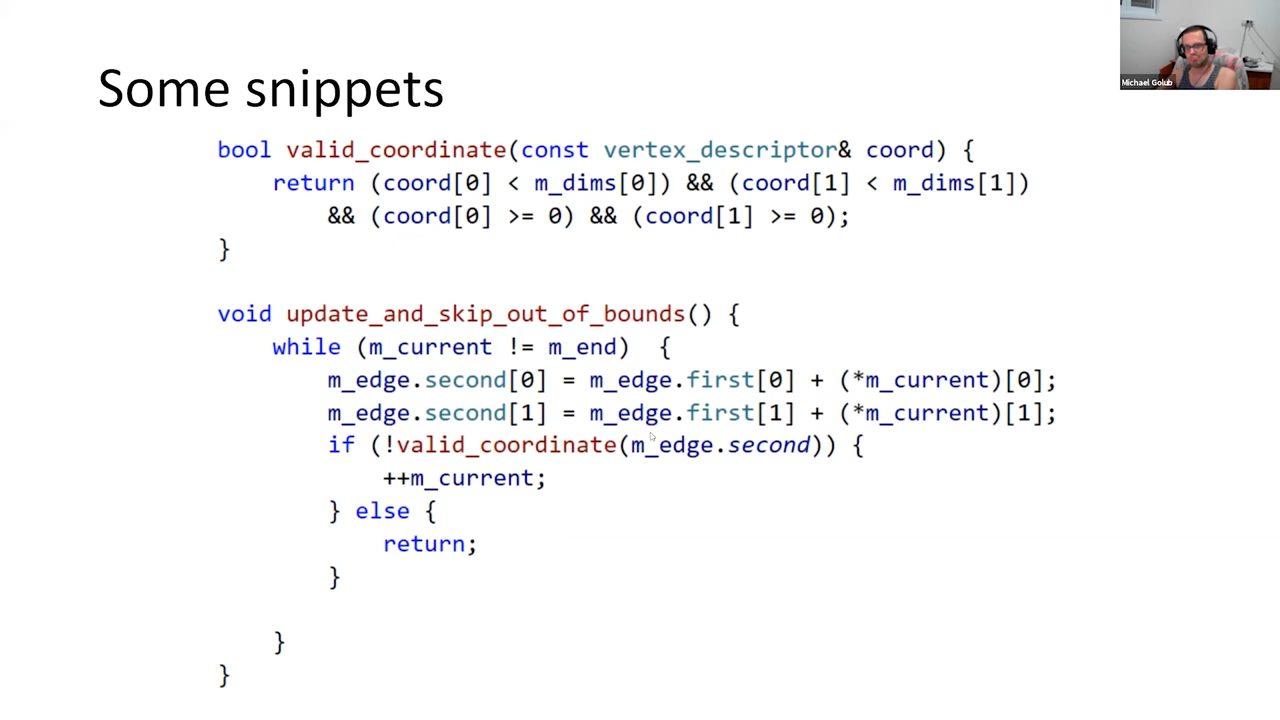 Michael Golub
Some snippets
bool valid_coordinate(const vertex_descriptor& coord) {
return (coord[0] < m_dims[0]) && (coord[1] < m_dims[1])
&& (coord[0] >= 0) && (coord[1] >= 0);
}
void update_and_skip_out_of_bounds() {
while (m_current != m_end) {
m_edge.second[0] = m_edge.first[0] + (*m_current)[0];
m_edge.second[1] = m_edge.first[1] + (*m_current)[1];
if (!valid_coordinate(m_edge.second)) {
++m_current;
} else {
return;
}
}
}